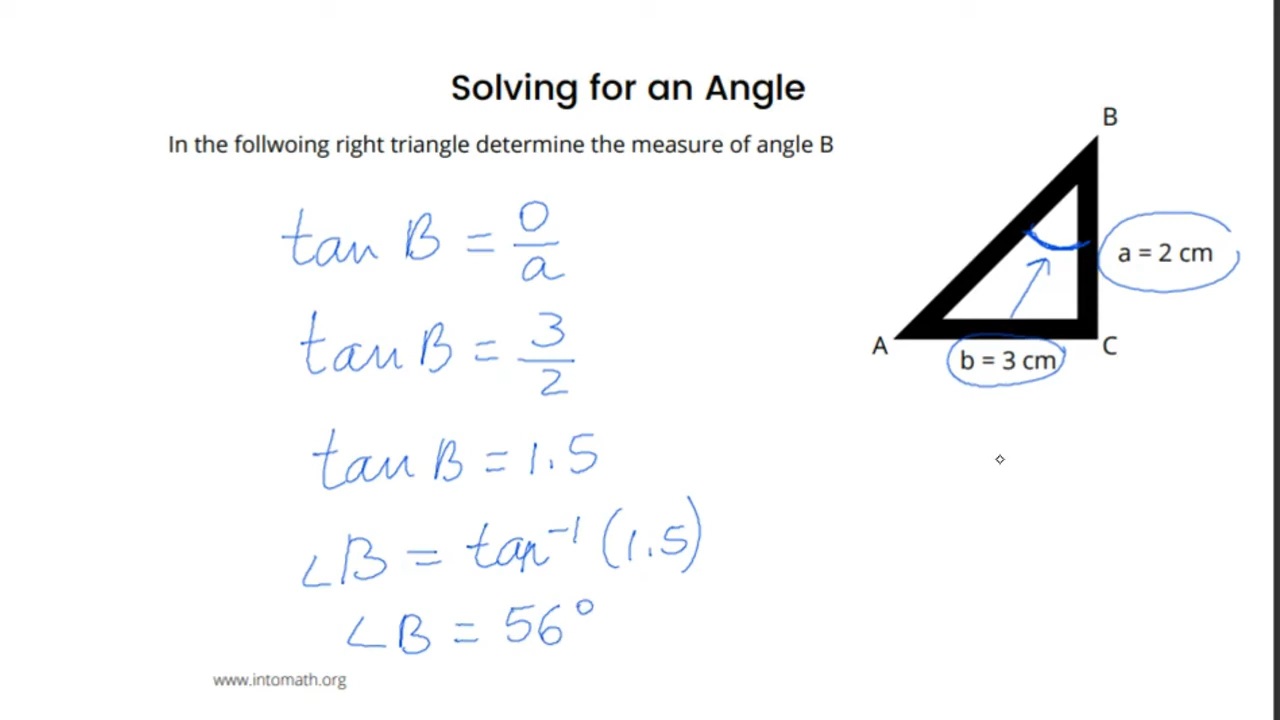 Solving for an Angle
In the follwoing right triangle determine the measure of angle B
B
a = 2 cm
A
C
b = 3 cm
tan B = o/a
tan B = 3/2
tan B = 1.5
∠B = tan⁻¹ (1.5)
∠B = 56°
www.intomath.org